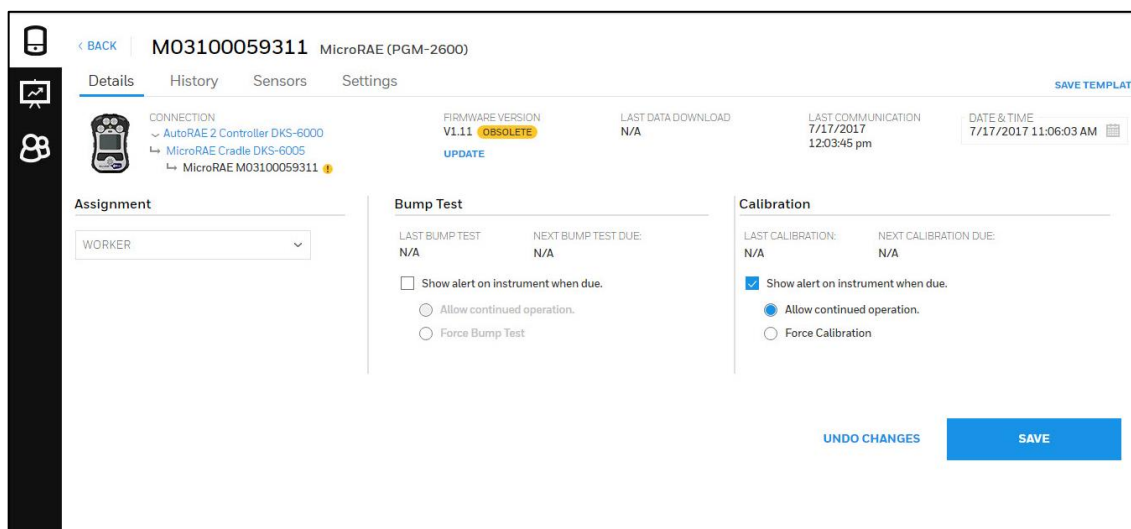 < BACK
M03100059311 MicroRAE (PGM-2600)
Details History Sensors Settings
SAVE TEMPLAT
CONNECTION
AutoRAE 2 Controller DKS-6000
MicroRAE Cradle DKS-6005
MicroRAE M03100059311
FIRMWARE VERSION
V1.11 OBSOLETE
UPDATE
LAST DATA DOWNLOAD
N/A
LAST COMMUNICATION
7/17/2017
12:03:45 pm
DATE & TIME
7/17/2017 11:06:03 AM
Assignment
WORKER
Bump Test
LAST BUMP TEST NEXT BUMP TEST DUE:
N/A N/A
Show alert on instrument when due.
Allow continued operation.
Force Bump Test
Calibration
LAST CALIBRATION: NEXT CALIBRATION DUE:
N/A N/A
Show alert on instrument when due.
Allow continued operation.
Force Calibration
UNDO CHANGES
SAVE